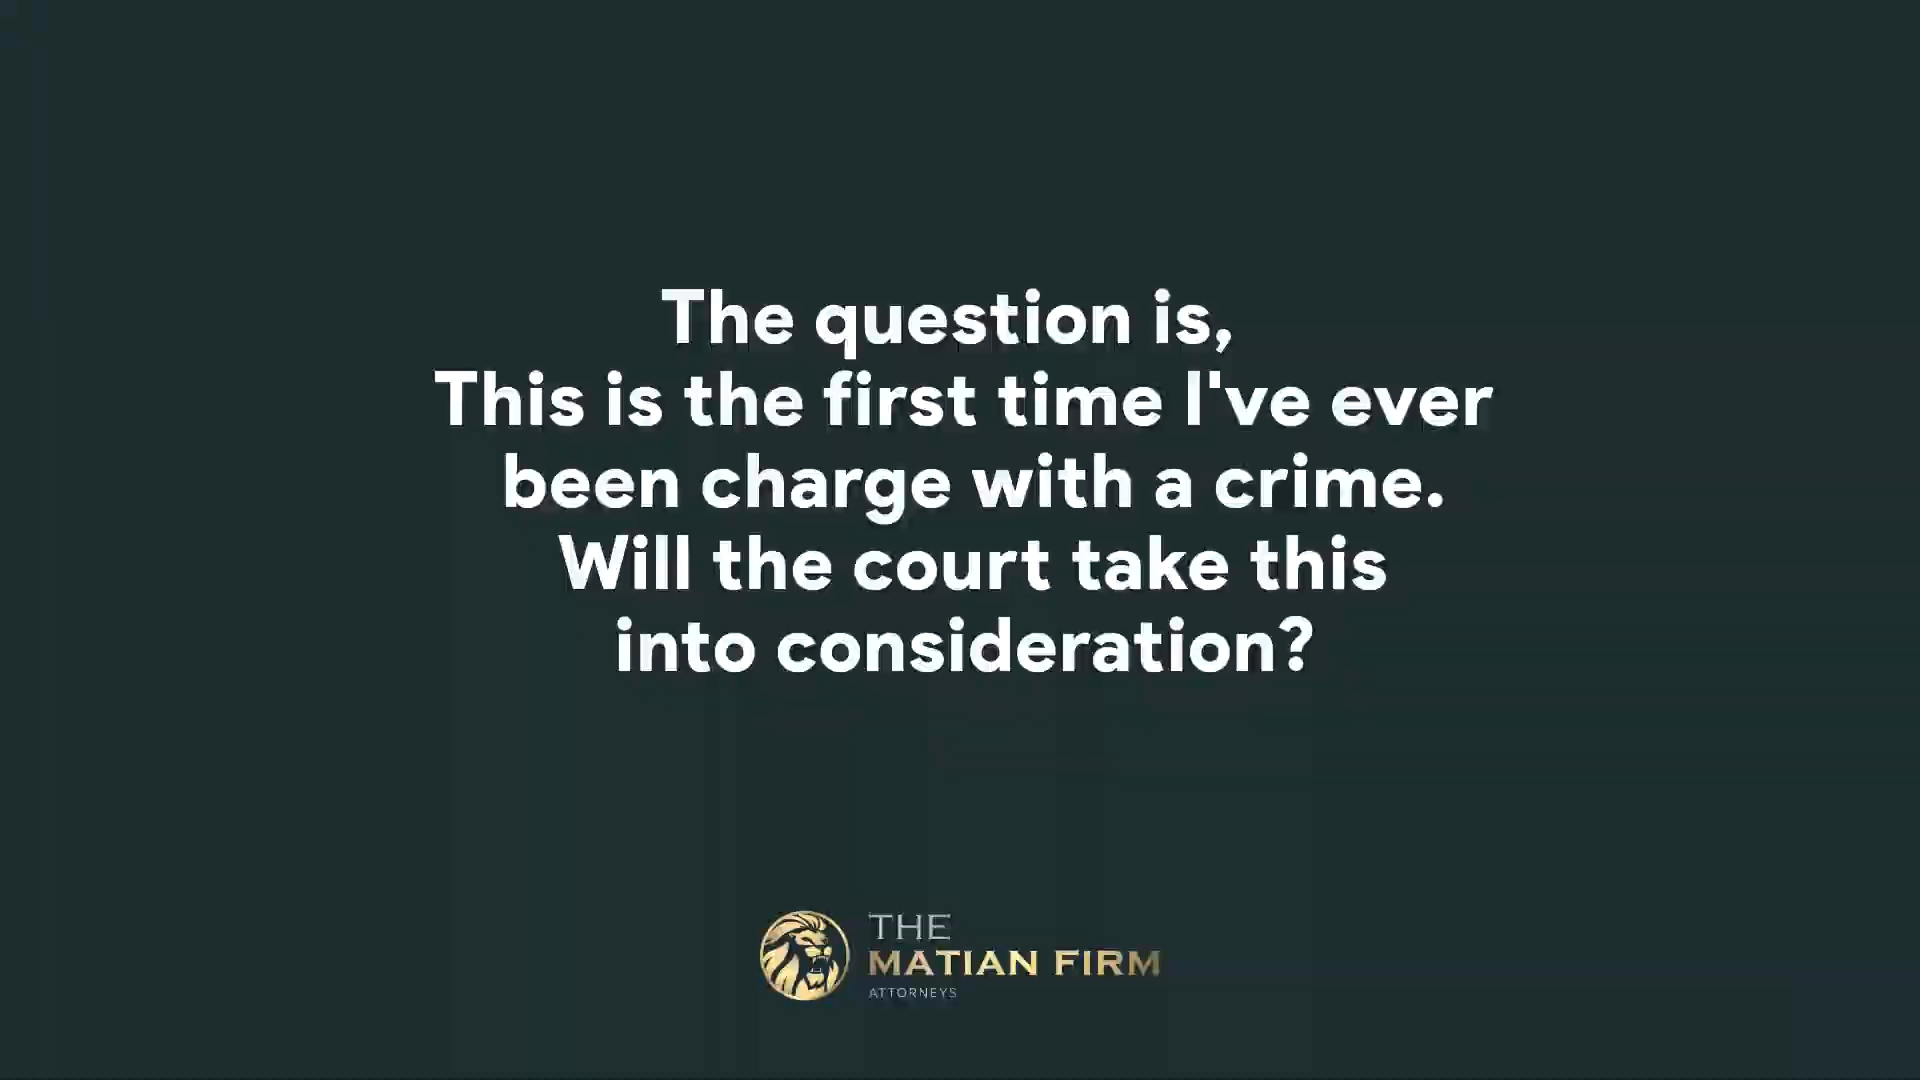 The question is,
This is the first time I've ever
been charge with a crime.
Will the court take this
into consideration?
THE
MATIAN FIRM
ATTORNEYS